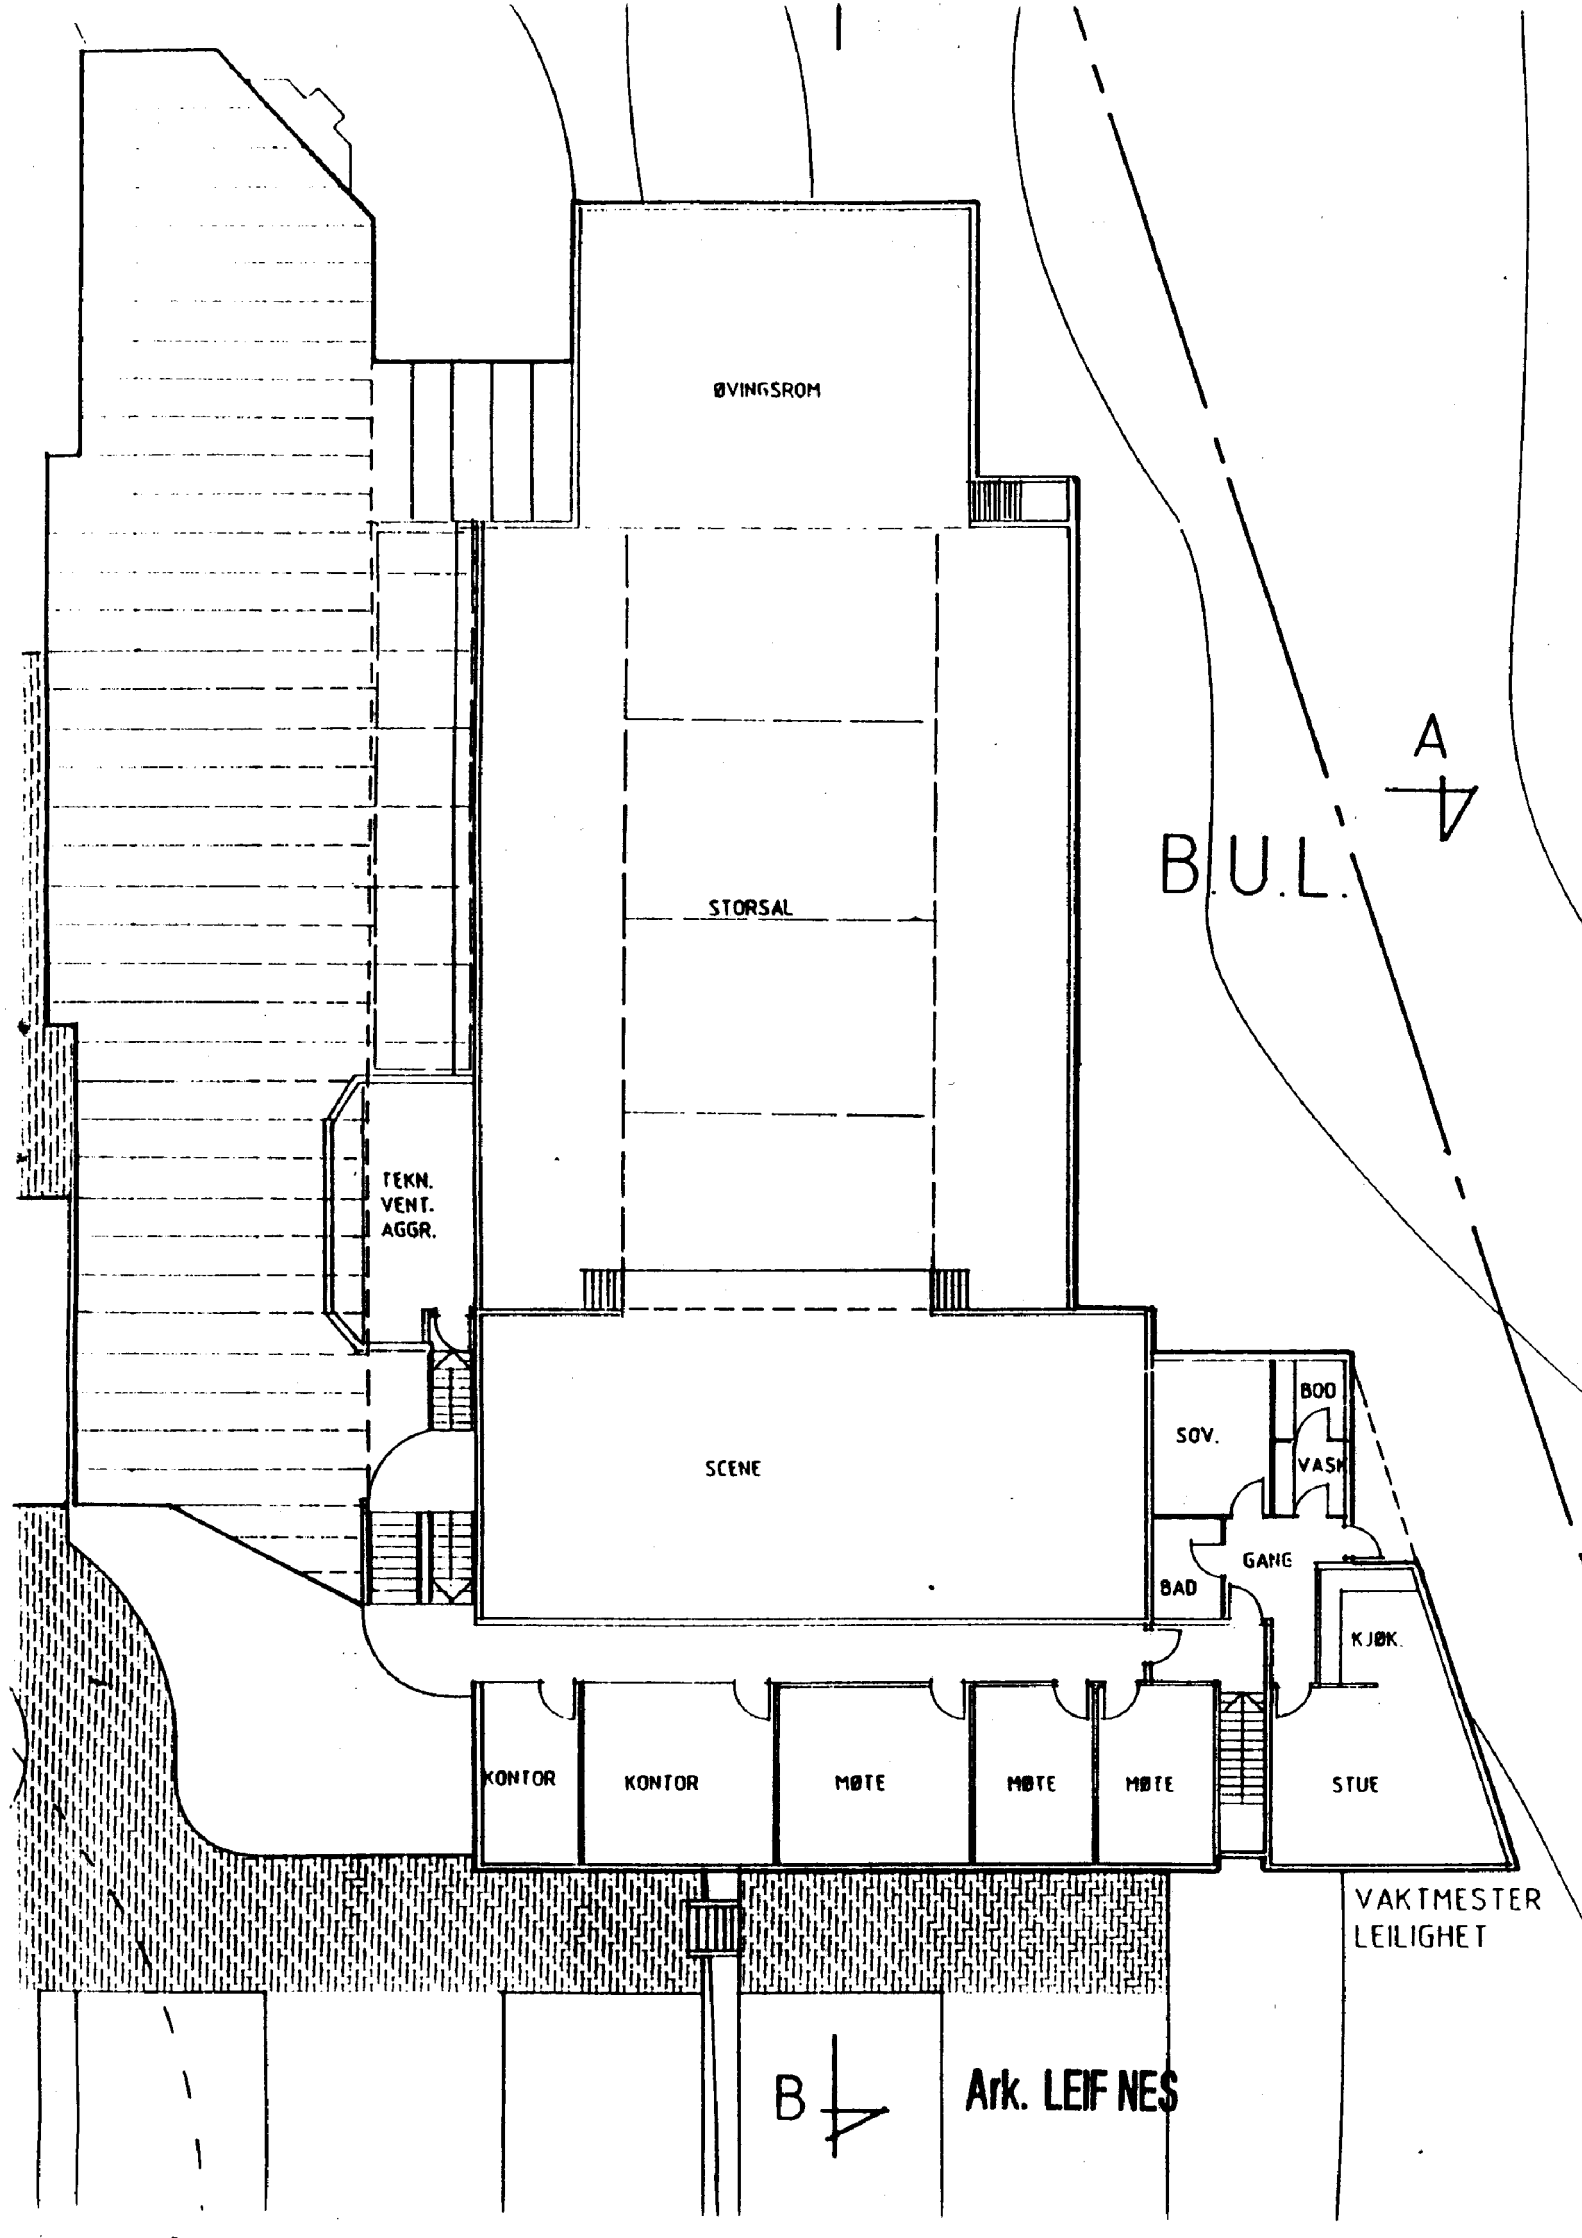 ØVINGSROM
A
B.U.L.
STORSAL
TEKN.
VENT.
AGGR.
BOD
SOV.
VASK
SCENE
GANG
BAD
KJØK.
KONTOR
KONTOR
MØTE
MØTE
MØTE
STUE
VAKTMESTER
LEILIGHET
B
Ark. LEIF NES